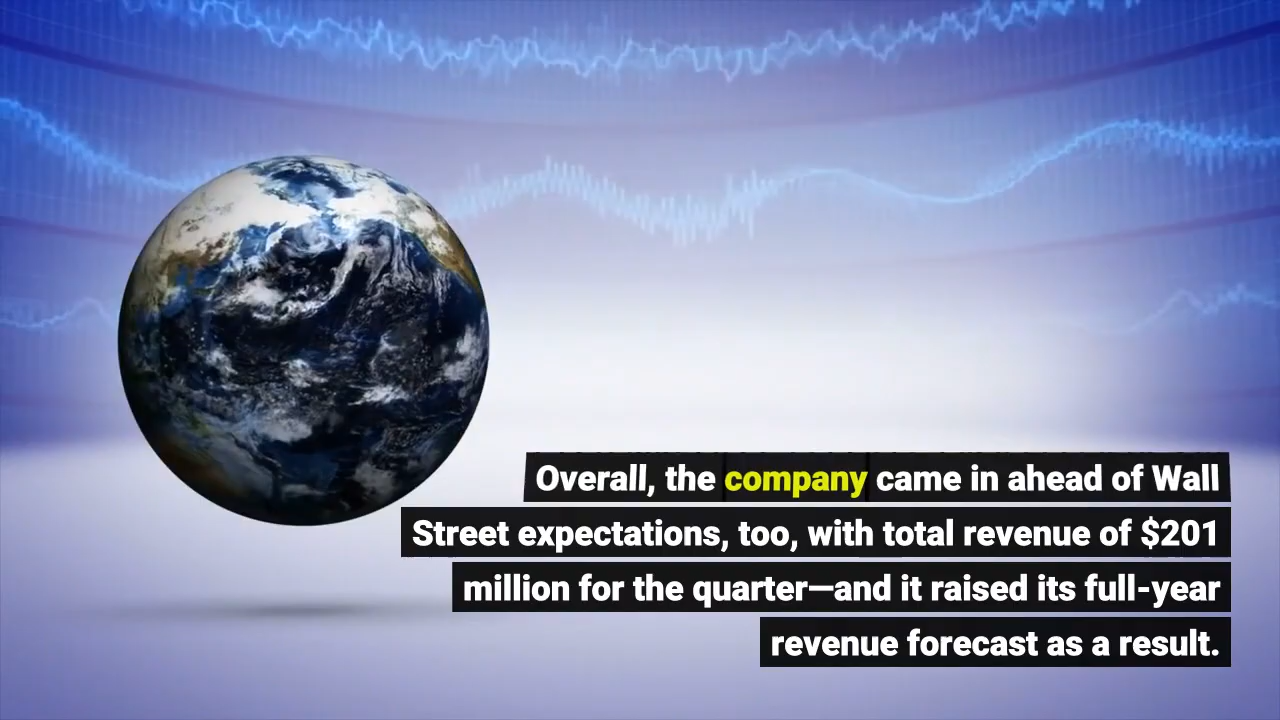 Overall, the company came in ahead of Wall
Street expectations, too, with total revenue of $201
million for the quarter—and it raised its full-year
revenue forecast as a result.